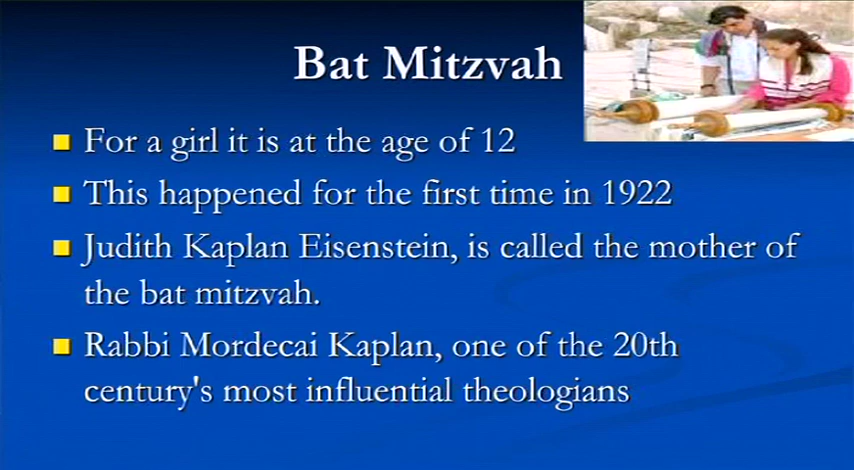 Bat Mitzvah
For a girl it is at the age of 12
This happened for the first time in 1922
Judith Kaplan Eisenstein, is called the mother of
the bat mitzvah.
Rabbi Mordecai Kaplan, one of the 20th
century's most influential theologians